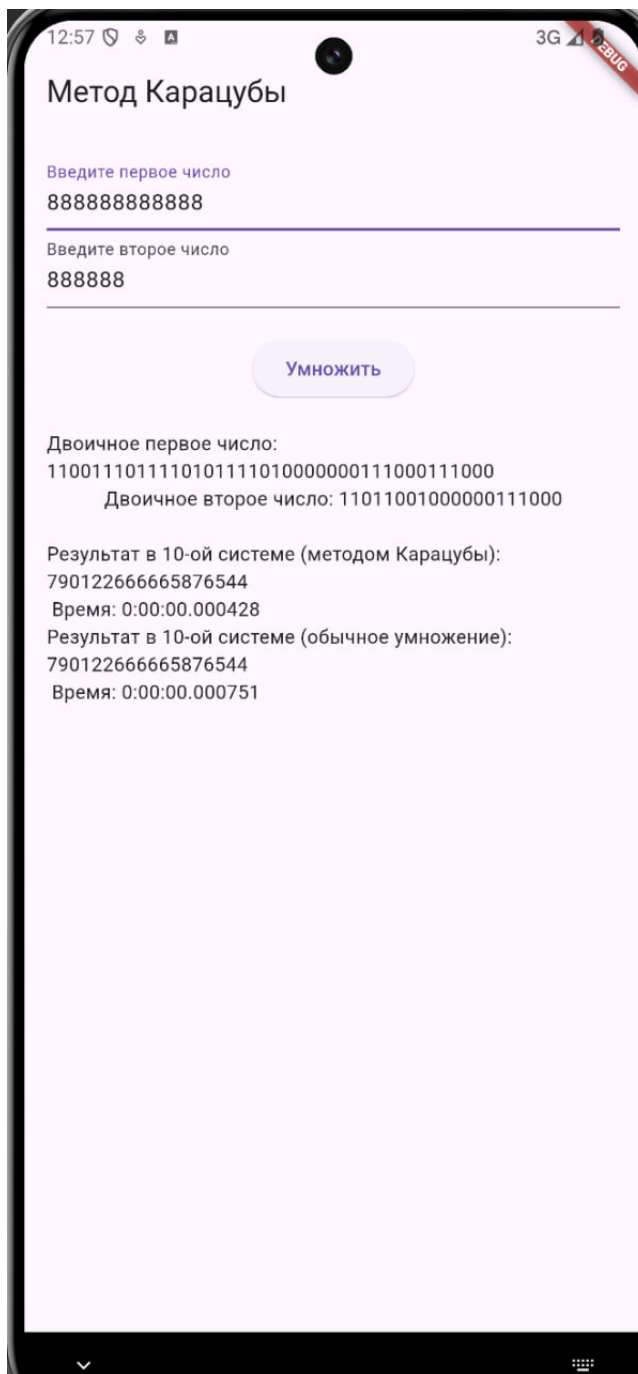 12:57
3G
DEBUG
Метод Карацубы
Введите первое число
888888888888
Введите второе число
888888
Умножить
Двоичное первое число:
1100111011110101111010000000111000111000
Двоичное второе число: 11011001000000111000
Результат в 10-ой системе (методом Карацубы):
790122666665876544
Время: 0:00:00.000428
Результат в 10-ой системе (обычное умножение):
790122666665876544
Время: 0:00:00.000751